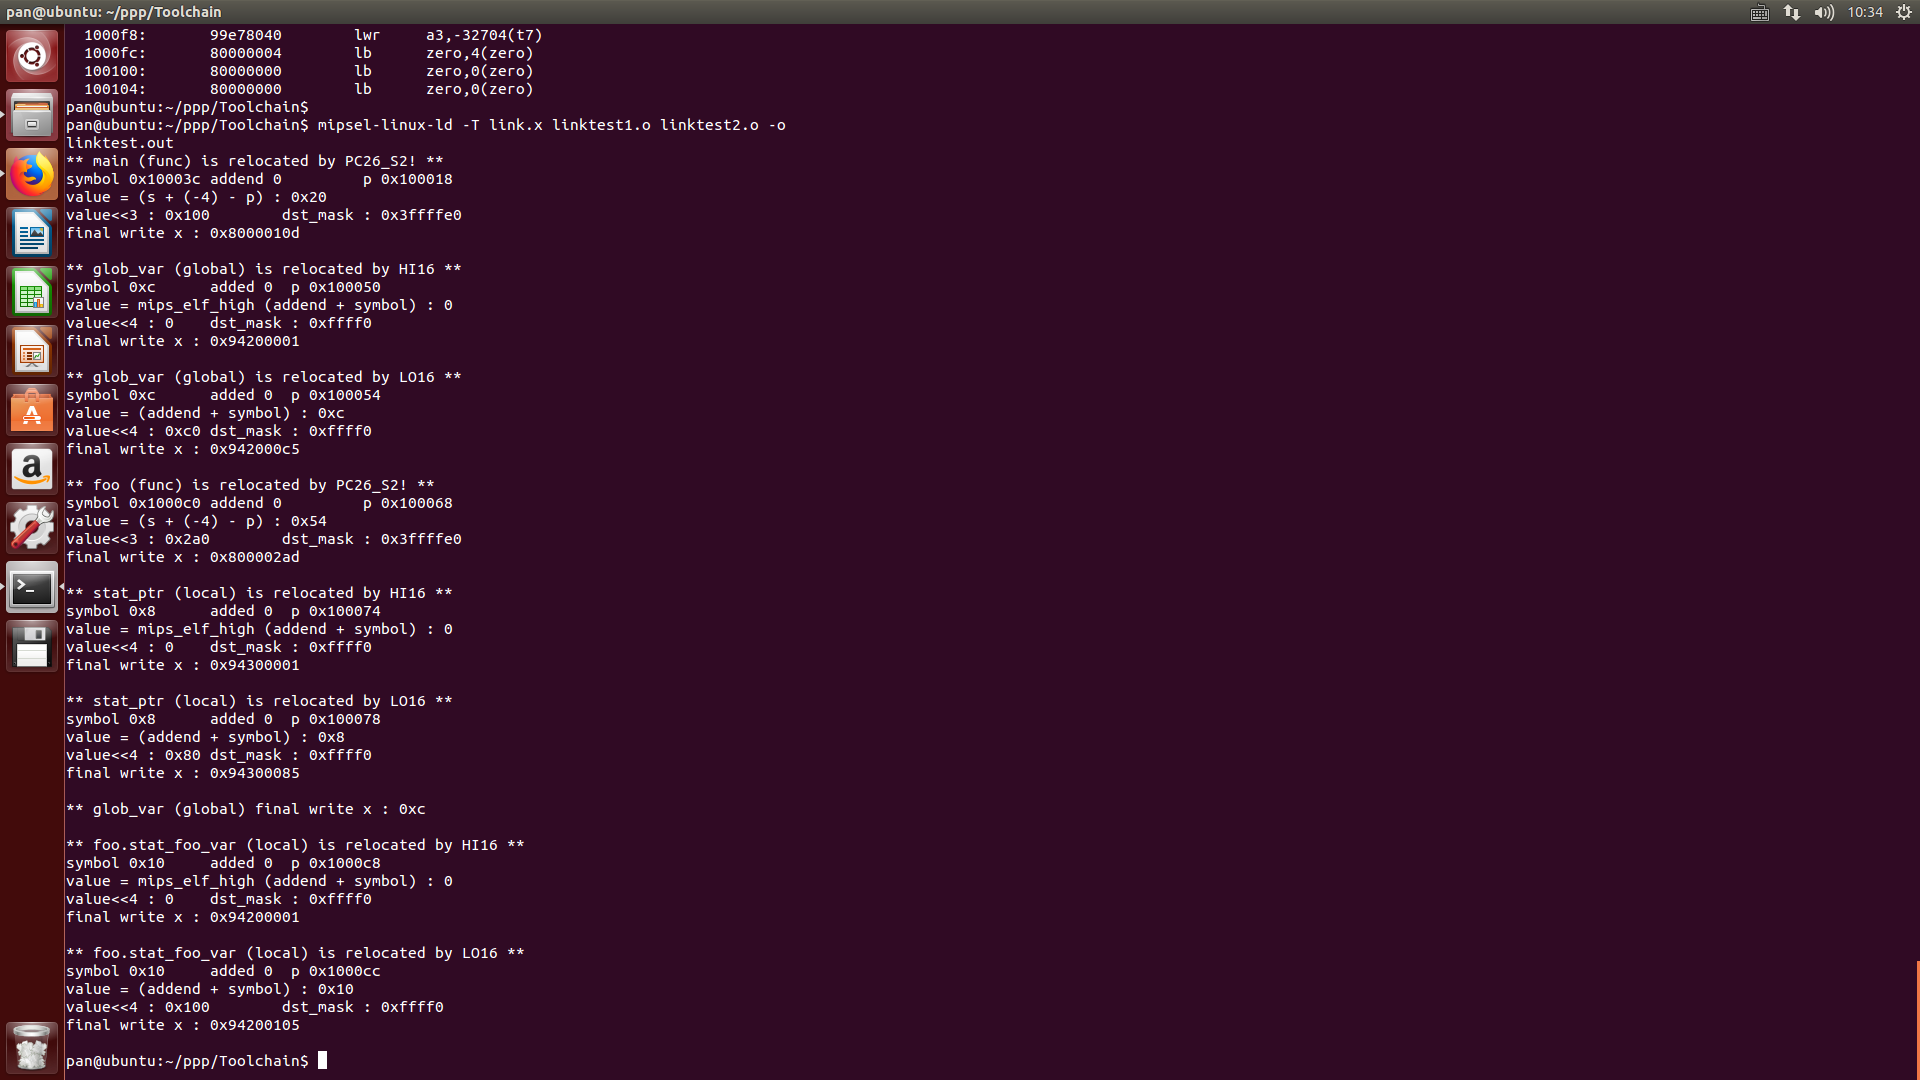 pan@ubuntu: ~/ppp/Toolchain
10:34
1000f8: 99e78040 lwr a3,-32704(t7)
1000fc: 80000004 lb zero,4(zero)
100100: 80000000 lb zero,0(zero)
100104: 80000000 lb zero,0(zero)
pan@ubuntu:~/ppp/Toolchain$
pan@ubuntu:~/ppp/Toolchain$ mipsel-linux-ld -T link.x linktest1.o linktest2.o -o
linktest.out
** main (func) is relocated by PC26_S2! **
symbol 0x10003c addend 0 p 0x100018
value = (s + (-4) - p) : 0x20
value<<3 : 0x100 dst_mask : 0x3ffffe0
final write x : 0x8000010d
** glob_var (global) is relocated by HI16 **
symbol 0xc added 0 p 0x100050
value = mips_elf_high (addend + symbol) : 0
value<<4 : 0 dst_mask : 0xffff0
final write x : 0x94200001
** glob_var (global) is relocated by LO16 **
symbol 0xc added 0 p 0x100054
value = (addend + symbol) : 0xc
value<<4 : 0xc0 dst_mask : 0xffff0
final write x : 0x942000c5
** foo (func) is relocated by PC26_S2! **
symbol 0x1000c0 addend 0 p 0x100068
value = (s + (-4) - p) : 0x54
value<<3 : 0x2a0 dst_mask : 0x3ffffe0
final write x : 0x800002ad
** stat_ptr (local) is relocated by HI16 **
symbol 0x8 added 0 p 0x100074
value = mips_elf_high (addend + symbol) : 0
value<<4 : 0 dst_mask : 0xffff0
final write x : 0x94300001
** stat_ptr (local) is relocated by LO16 **
symbol 0x8 added 0 p 0x100078
value = (addend + symbol) : 0x8
value<<4 : 0x80 dst_mask : 0xffff0
final write x : 0x94300085
** glob_var (global) final write x : 0xc
** foo.stat_foo_var (local) is relocated by HI16 **
symbol 0x10 added 0 p 0x1000c8
value = mips_elf_high (addend + symbol) : 0
value<<4 : 0 dst_mask : 0xffff0
final write x : 0x94200001
** foo.stat_foo_var (local) is relocated by LO16 **
symbol 0x10 added 0 p 0x1000cc
value = (addend + symbol) : 0x10
value<<4 : 0x100 dst_mask : 0xffff0
final write x : 0x94200105
pan@ubuntu:~/ppp/Toolchain$